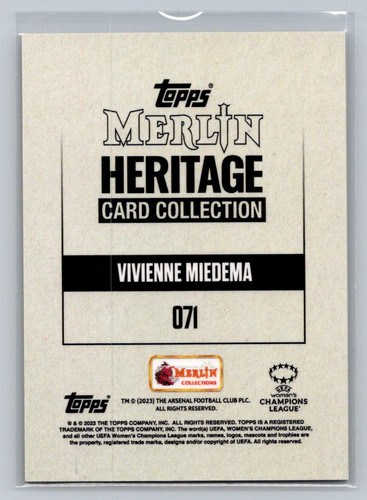 Topps
MERLIN
HERITAGE
CARD COLLECTION
VIVIENNE MIEDEMA
071
MERLIN
COLLECTIONS
Topps
TM © (2023) THE ARSENAL FOOTBALL CLUB PLC.
ALL RIGHTS RESERVED.
UEFA
women's
CHAMPIONS
LEAGUE
® & © 2023 THE TOPPS COMPANY, INC. ALL RIGHTS RESERVED. TOPPS IS A REGISTERED
TRADEMARK OF THE TOPPS COMPANY, INC. The word(s) UEFA, WOMEN'S CHAMPIONS LEAGUE,
and all other UEFA Women's Champions League marks, names, logos, mascots and trophies are
the property, registered trade marks, designs and/or copyright of UEFA. All rights reserved.